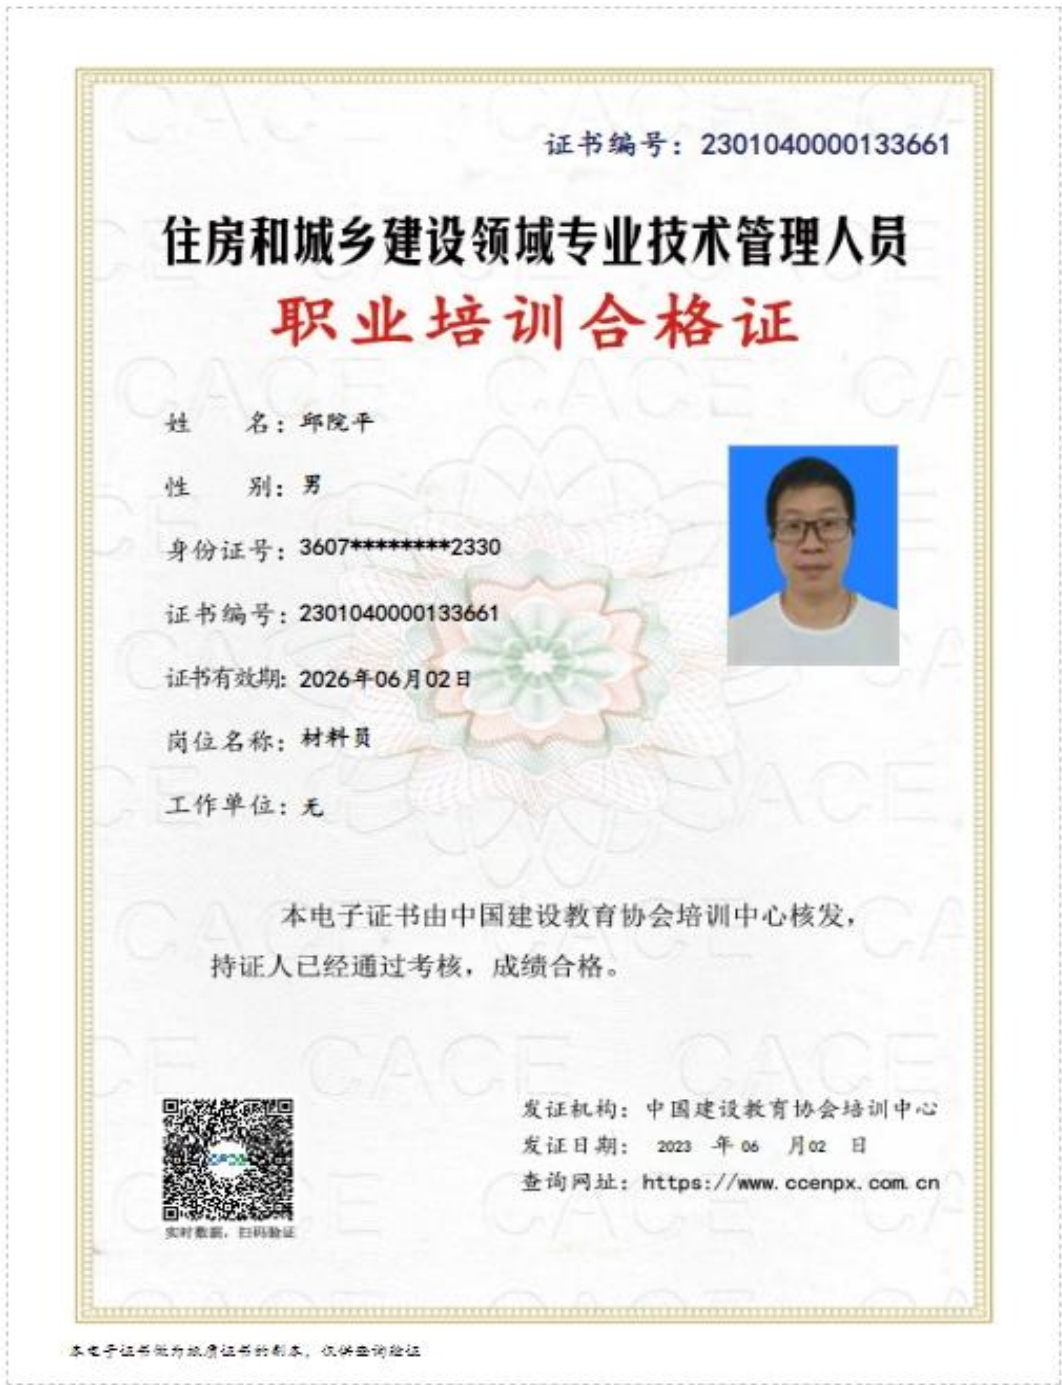 证书编号：2301040000133661
住房和城乡建设领域专业技术管理人员
职业培训合格证
姓 名：邱院平
性 别：男
身份证号：3607********2330
证书编号：2301040000133661
证书有效期：2026年06月02日
岗位名称：材料员
工作单位：无
本电子证书由中国建设教育协会培训中心核发，
持证人已经通过考核，成绩合格。
发证机构：中国建设教育协会培训中心
发证日期： 2023 年 06 月02 日
查询网址：https://www.ccenpx.com.cn
实时数据，扫码验证
本电子证书做为纸质证书的副本，仅供查询验证
CACE